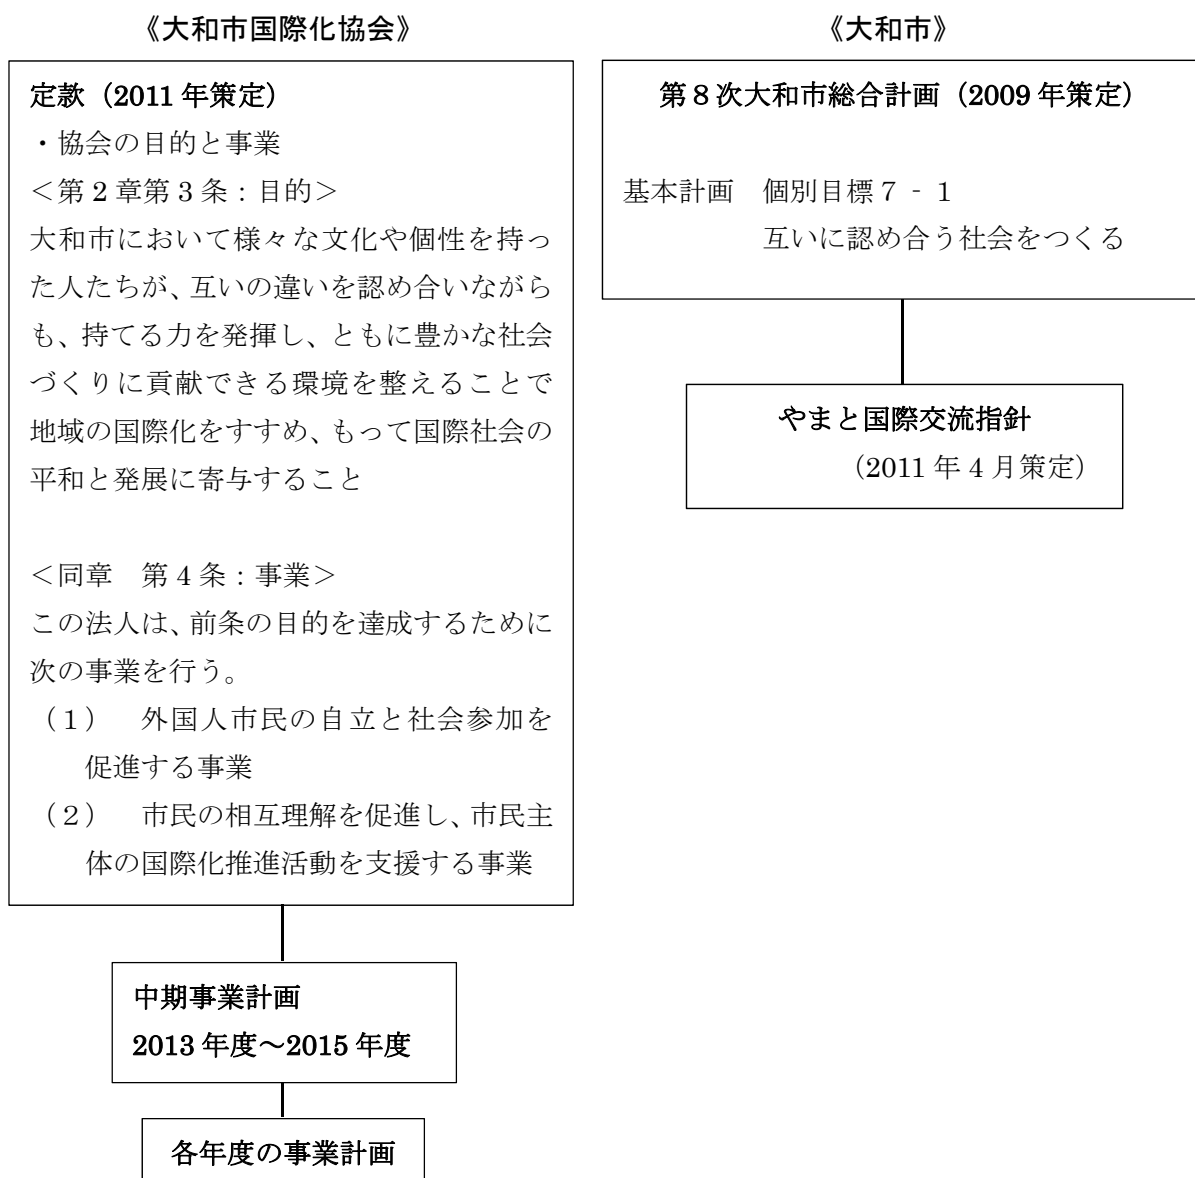 《大和市国際化協会》
定款（2011 年策定）
・協会の目的と事業
＜第２章第３条：目的＞
大和市において様々な文化や個性を持っ
た人たちが、互いの違いを認め合いながら
も、持てる力を発揮し、ともに豊かな社会
づくりに貢献できる環境を整えることで
地域の国際化をすすめ、もって国際社会の
平和と発展に寄与すること
＜同章　第４条：事業＞
この法人は、前条の目的を達成するために
次の事業を行う。
（１）　外国人市民の自立と社会参加を
促進する事業
（２）　市民の相互理解を促進し、市民主
体の国際化推進活動を支援する事業
中期事業計画
2013 年度～2015 年度
各年度の事業計画
《大和市》
第８次大和市総合計画（2009 年策定）
基本計画　個別目標７‐１
互いに認め合う社会をつくる
やまと国際交流指針
（2011 年 4 月策定）